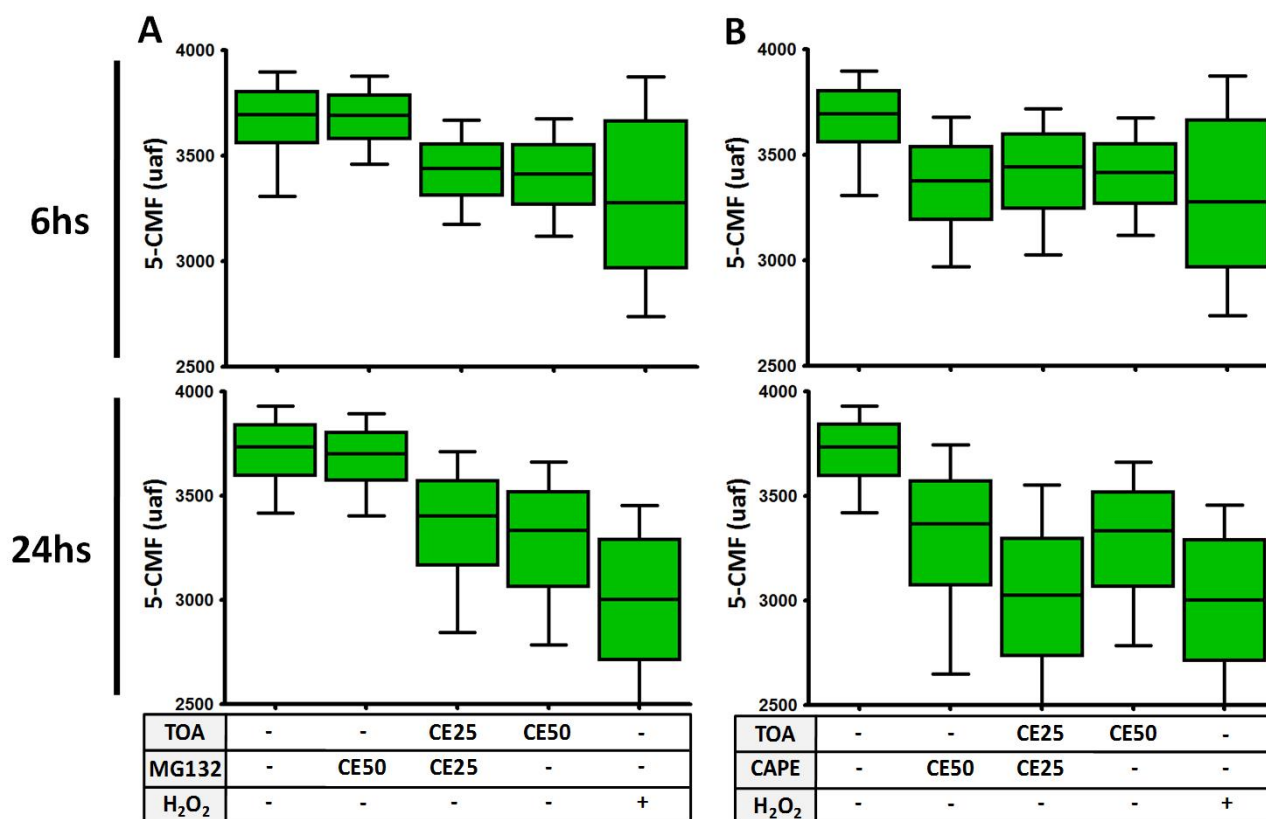 A
B
6hs
5-CMF (uaf)
4000
3500
3000
2500
5-CMF (uaf)
4000
3500
3000
2500
24hs
5-CMF (uaf)
4000
3500
3000
2500
5-CMF (uaf)
4000
3500
3000
2500
TOA - - CE25 CE50 -
MG132 - CE50 CE25 - -
H₂O₂ - - - - +
TOA - - CE25 CE50 -
CAPE - CE50 CE25 - -
H₂O₂ - - - - +